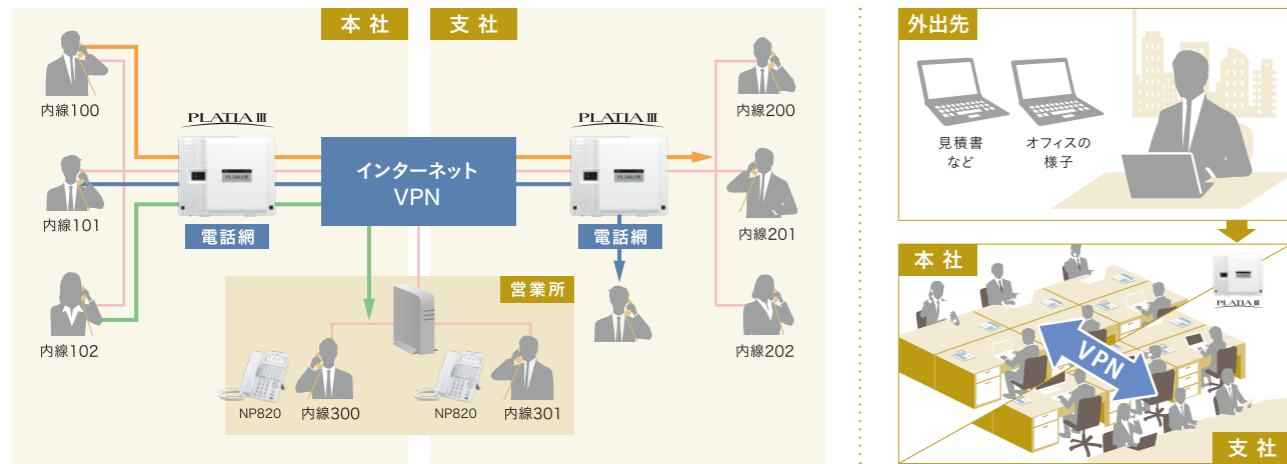 本社
支社
内線100
内線101
内線102
PLATIA III
PLATIA III
電話網
インターネット
VPN
PLATIA III
PLATIA III
電話網
内線200
内線201
内線202
営業所
NP820
内線300
NP820
内線301
外出先
見積書
など
オフィスの
様子
本社
PLATIA III
VPN
支社